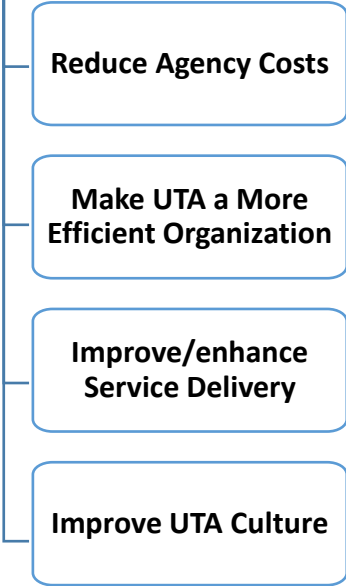 Reduce Agency Costs
Make UTA a More
Efficient Organization
Improve/enhance
Service Delivery
Improve UTA Culture